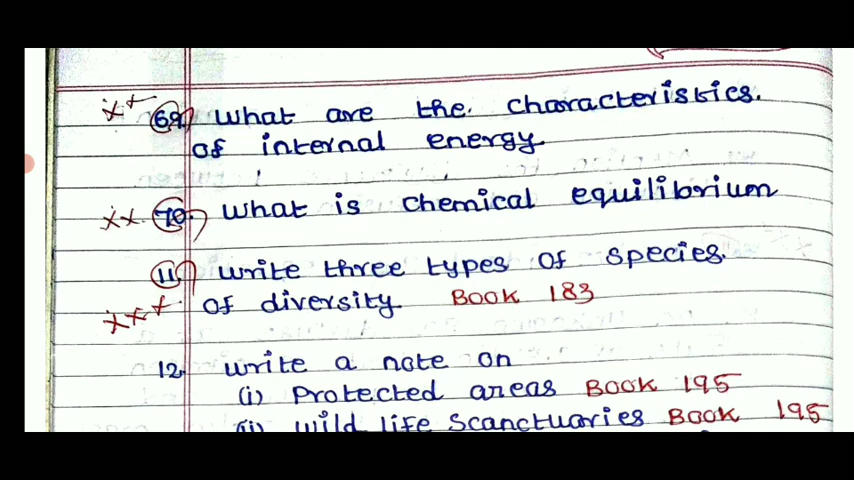 69) What are the characteristics.
of internal energy
70. What is chemical equilibrium
11) write three types of species.
of diversity. Book 183
12. write a note on
(i) Protected areas Book 195
(ii) wild life Scanctuaries Book 195